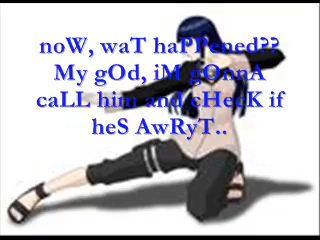 noW, waT haPPened??
My gOd, iM gOnnA
caLL him and cHecK if
heS AwRyT..